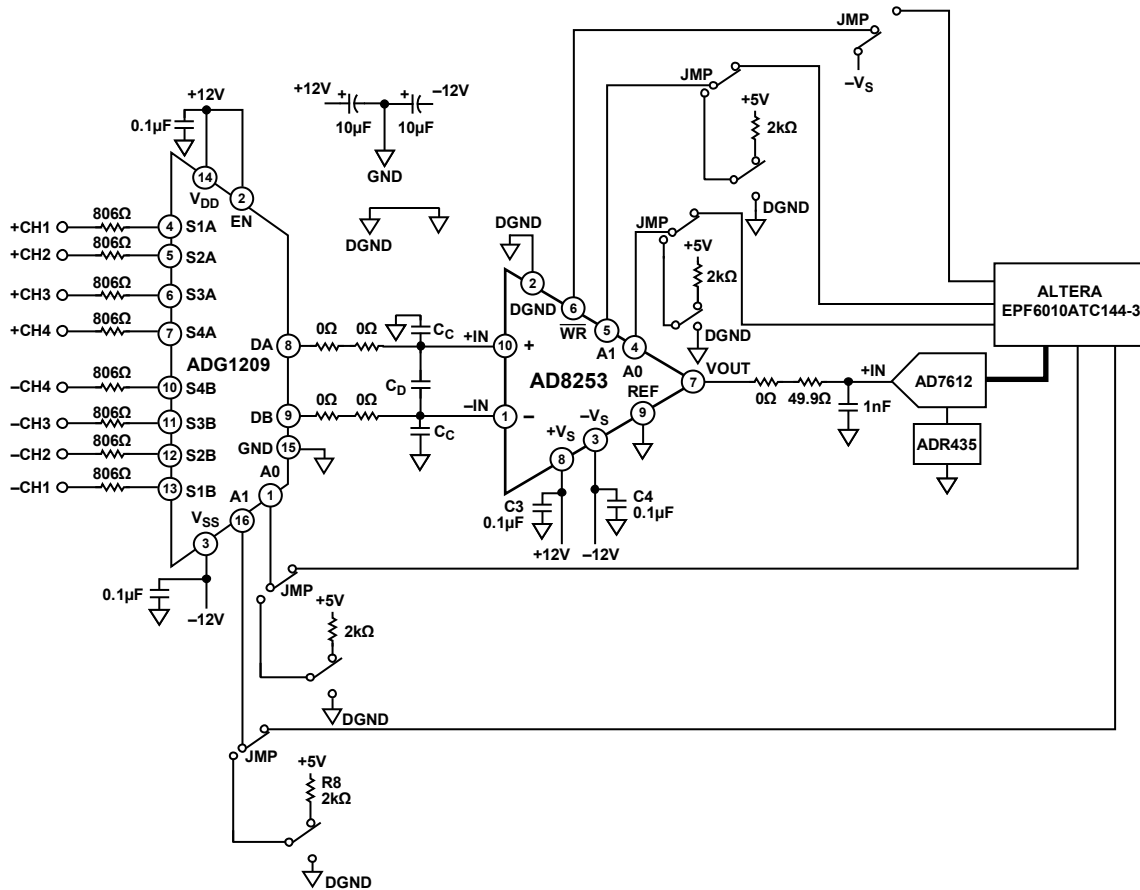 JMP
–VS
+12V
0.1µF
+12V
–12V
10µF
10µF
GND
DGND
JMP
+5V
2kΩ
DGND
JMP
+5V
2kΩ
DGND
14
VDD
2
EN
+CH1
806Ω
4
S1A
+CH2
806Ω
5
S2A
+CH3
806Ω
6
S3A
+CH4
806Ω
7
S4A
ADG1209
–CH4
806Ω
10
S4B
–CH3
806Ω
11
S3B
–CH2
806Ω
12
S2B
–CH1
806Ω
13
S1B
DA
8
0Ω
0Ω
DB
9
0Ω
0Ω
GND
15
A0
1
A1
16
VSS
3
0.1µF
–12V
CC
CD
CC
+IN
10
+
–IN
1
–
AD8253
2
DGND
6
WR
5
A1
4
A0
7
VOUT
REF
9
–VS
3
+VS
8
C3
0.1µF
C4
0.1µF
+12V
–12V
0Ω
49.9Ω
+IN
1nF
AD7612
ADR435
ALTERA
EPF6010ATC144-3
JMP
+5V
2kΩ
DGND
JMP
+5V
R8
2kΩ
DGND